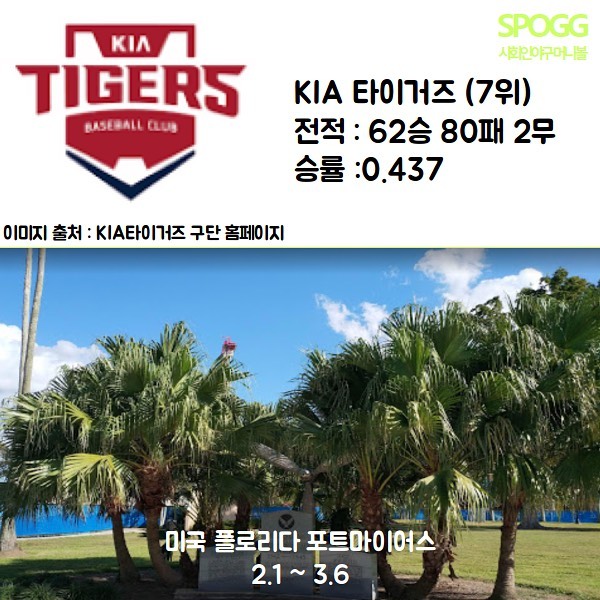 SPOGG
사회인야구머니볼
KIA
TIGERS
BASEBALL CLUB
KIA 타이거즈 (7위)
전적 : 62승 80패 2무
승률 :0.437
이미지 출처 : KIA타이거즈 구단 홈페이지
미국 플로리다 포트마이어스
2.1 ~ 3.6